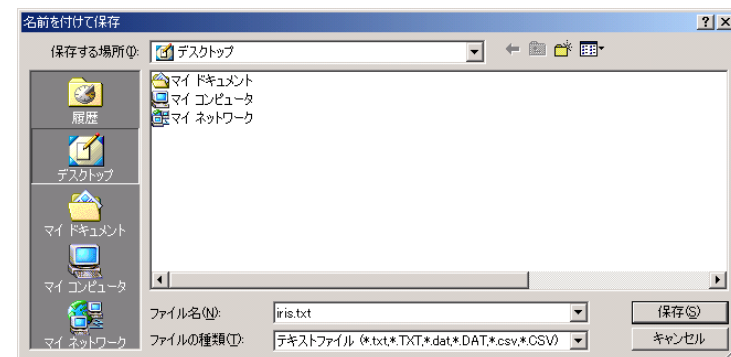 名前を付けて保存
保存する場所(I):
デスクトップ
履歴
デスクトップ
マイ ドキュメント
マイ コンピュータ
マイ ネットワーク
マイ ドキュメント
マイ コンピュータ
マイ ネットワーク
ファイル名(N):
iris.txt
保存(S)
ファイルの種類(T):
テキストファイル (*.txt,*.TXT,*.dat,*.DAT,*.csv,*.CSV)
キャンセル